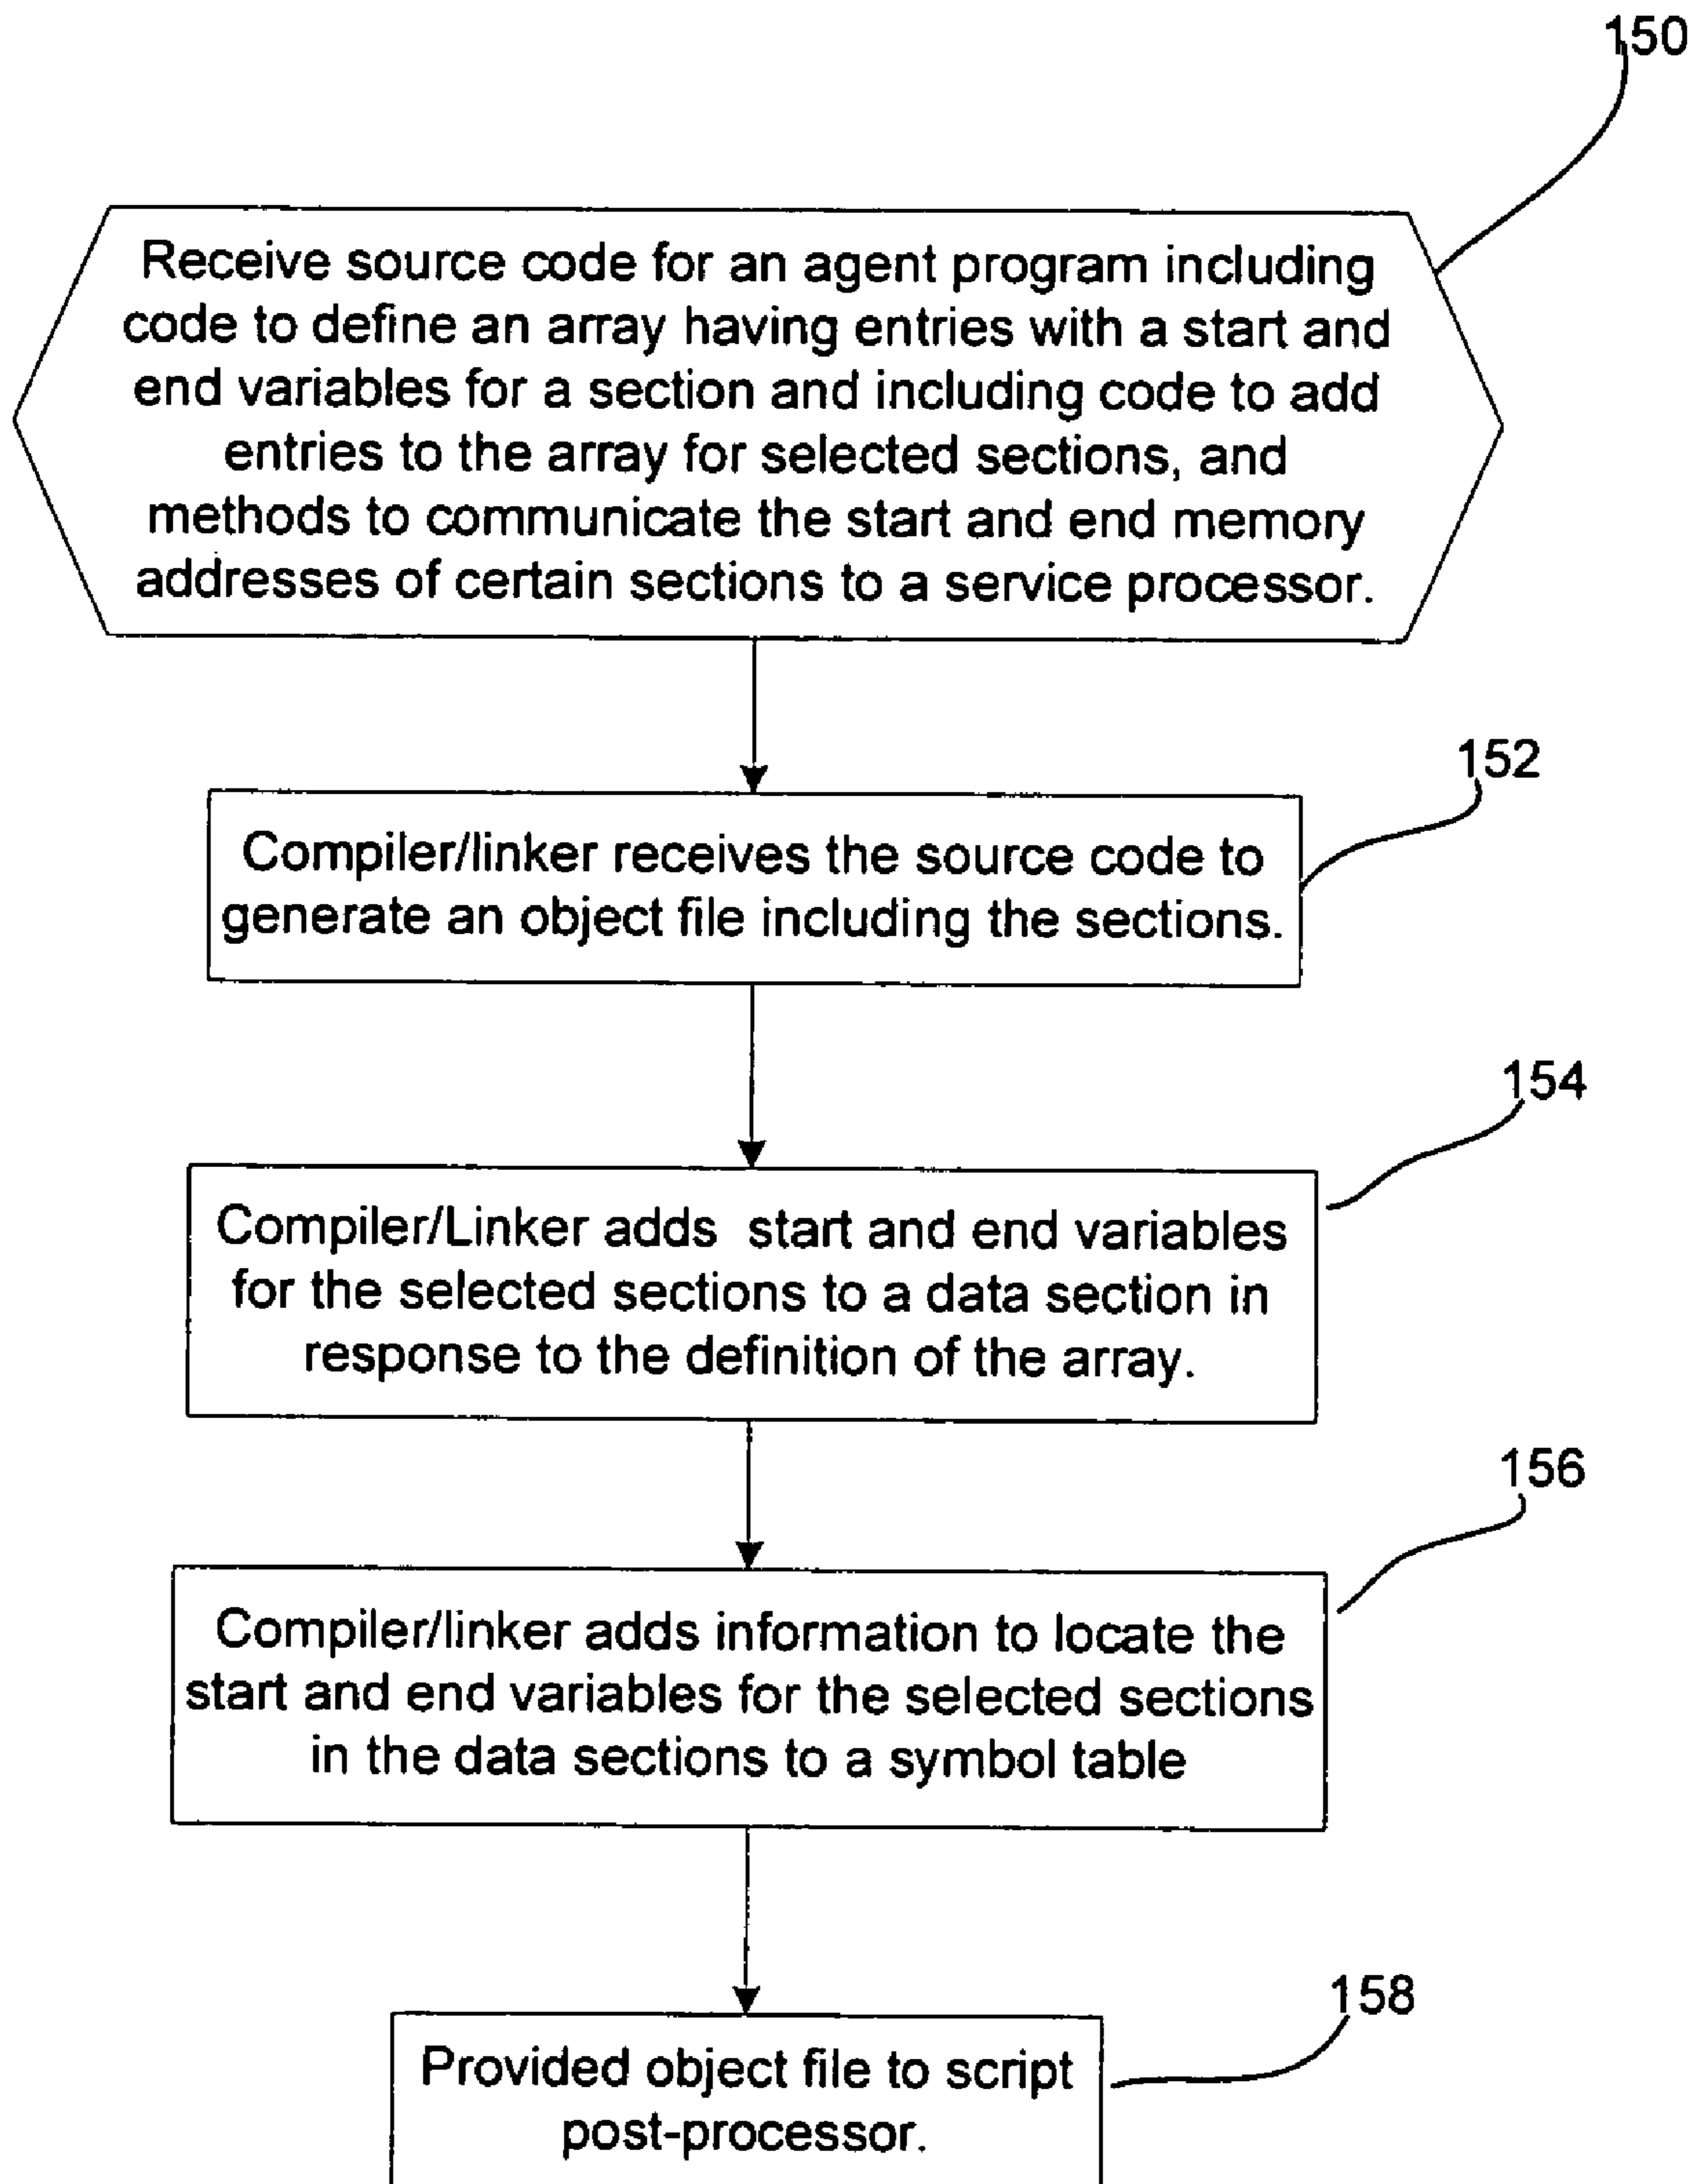 150
Receive source code for an agent program including
code to define an array having entries with a start and
end variables for a section and including code to add
entries to the array for selected sections, and
methods to communicate the start and end memory
addresses of certain sections to a service processor.
152
Compiler/linker receives the source code to
generate an object file including the sections.
154
Compiler/Linker adds start and end variables
for the selected sections to a data section in
response to the definition of the array.
156
Compiler/linker adds information to locate the
start and end variables for the selected sections
in the data sections to a symbol table
158
Provided object file to script
post-processor.